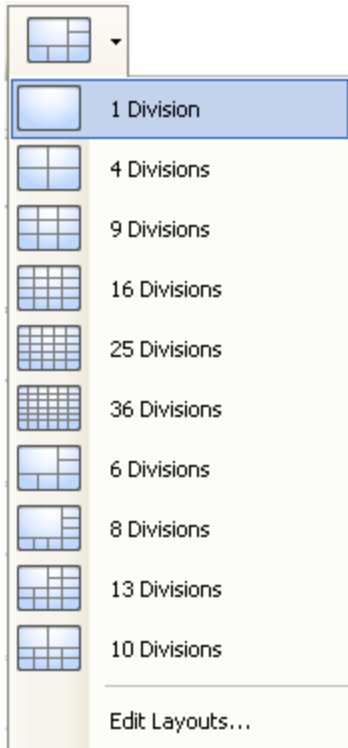 1 Division
4 Divisions
9 Divisions
16 Divisions
25 Divisions
36 Divisions
6 Divisions
8 Divisions
13 Divisions
10 Divisions
Edit Layouts...